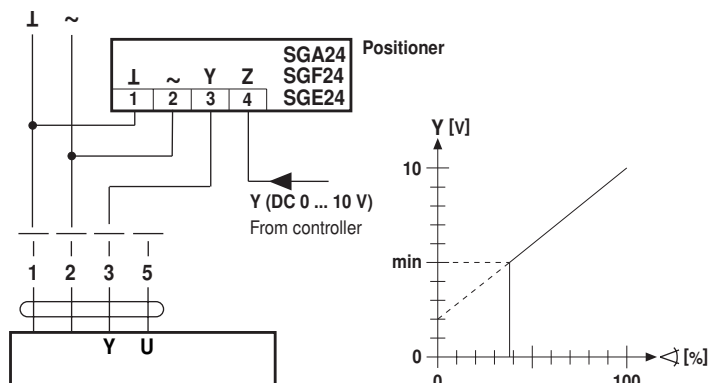 ⊥ ~
SGA24
SGF24
SGE24
Positioner
⊥ ~ Y Z
1 2 3 4
Y (DC 0 ... 10 V)
From controller
1 2 3 5
Y U
Y [V]
10
min
0
0 100
[%]